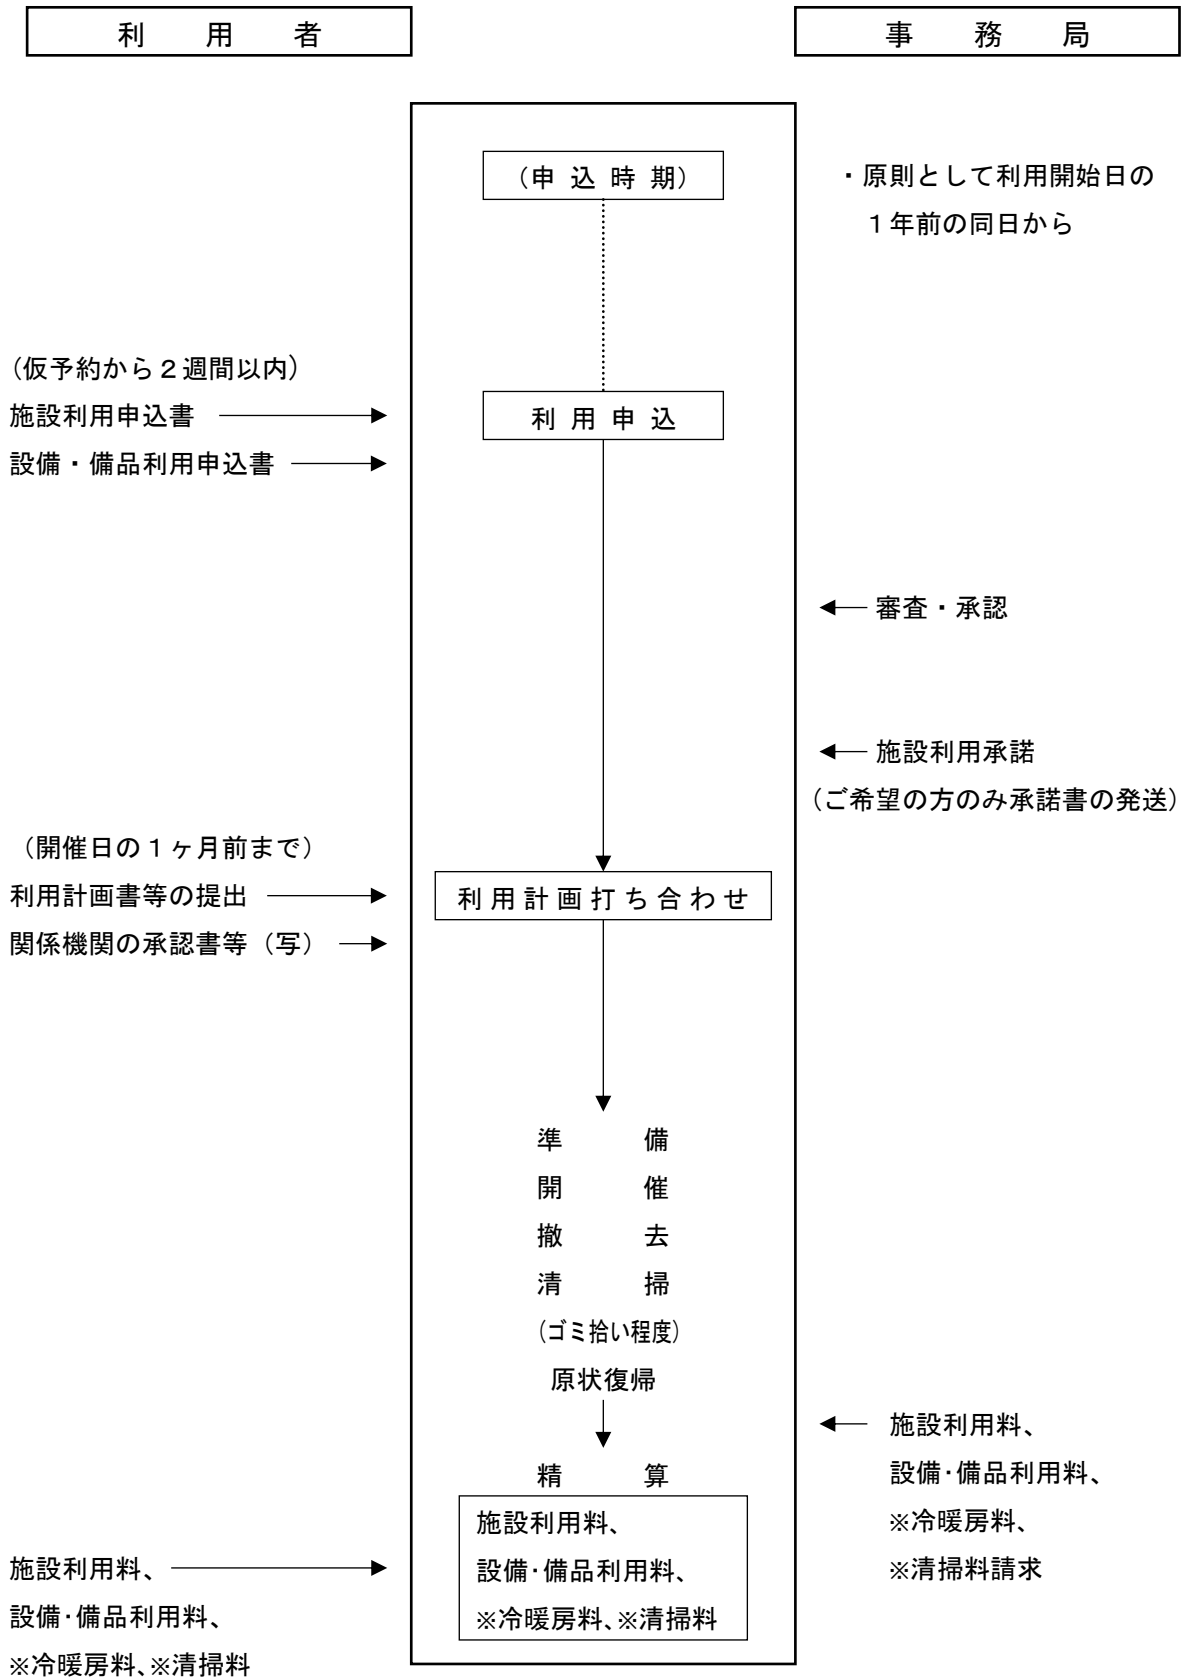 利用者
事務局
（申込時期）
・原則として利用開始日の
１年前の同日から
（仮予約から２週間以内）
施設利用申込書
利用申込
設備・備品利用申込書
審査・承認
施設利用承諾
（ご希望の方のみ承諾書の発送）
（開催日の１ヶ月前まで）
利用計画書等の提出
利用計画打ち合わせ
関係機関の承認書等（写）
準備
開催
撤去
清掃
（ゴミ拾い程度）
原状復帰
精算
施設利用料、
設備・備品利用料、
※冷暖房料、※清掃料
施設利用料、
設備・備品利用料、
※冷暖房料、
※清掃料請求
施設利用料、
設備・備品利用料、
※冷暖房料、※清掃料